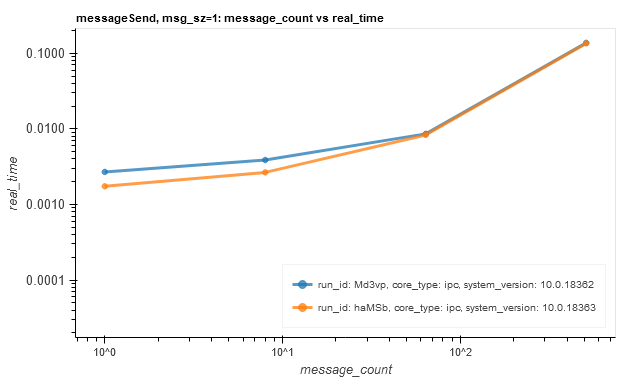 messageSend, msg_sz=1: message_count vs real_time
0.1000
0.0100
0.0010
0.0001
real_time
run_id: Md3vp, core_type: ipc, system_version: 10.0.18362
run_id: haMSb, core_type: ipc, system_version: 10.0.18363
10^0
10^1
10^2
message_count